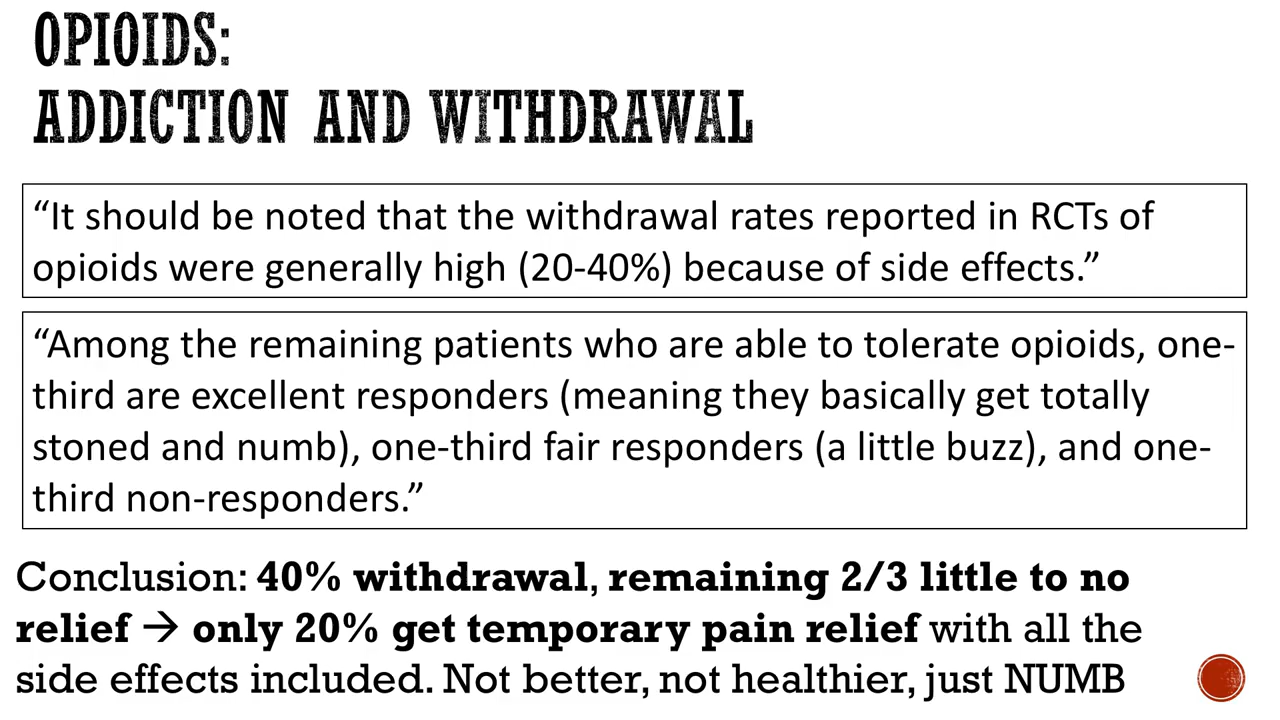 OPIOIDS:
ADDICTION AND WITHDRAWAL
“It should be noted that the withdrawal rates reported in RCTs of
opioids were generally high (20-40%) because of side effects.”
“Among the remaining patients who are able to tolerate opioids, one-
third are excellent responders (meaning they basically get totally
stoned and numb), one-third fair responders (a little buzz), and one-
third non-responders.”
Conclusion: 40% withdrawal, remaining 2/3 little to no
relief → only 20% get temporary pain relief with all the
side effects included. Not better, not healthier, just NUMB